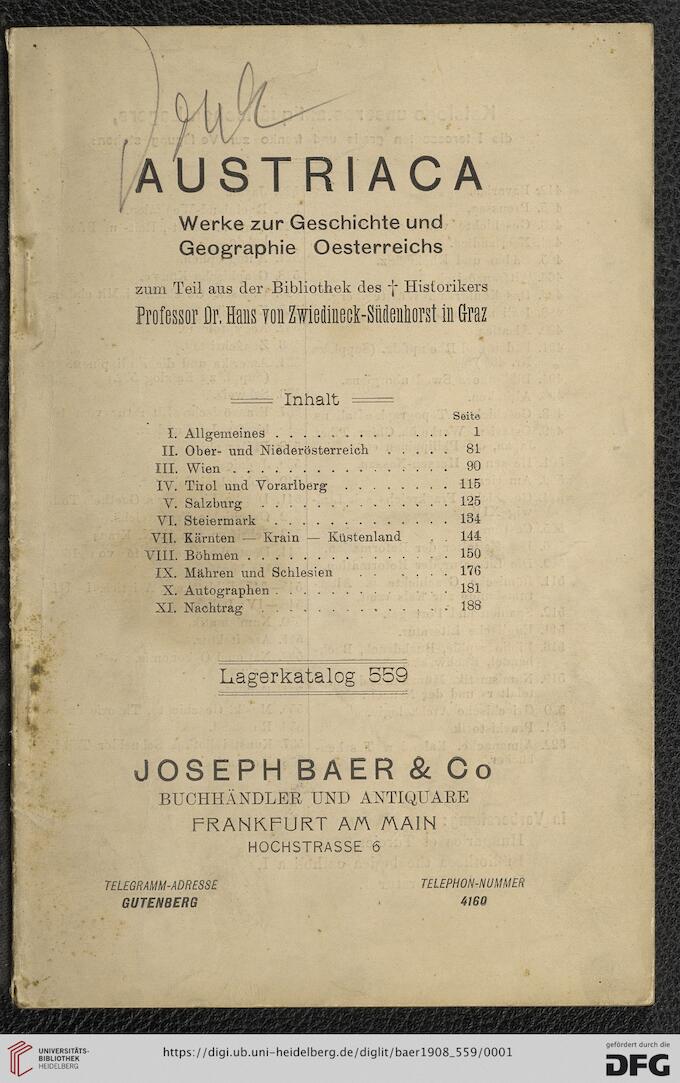 AUSTRIACA
Werke zur Geschichte und
Geographie Oesterreichs
zum Teil aus der Bibliothek des † Historikers
Professor Dr. Hans von Zwiedineck-Südenhorst in Graz
Inhalt
Seite
I. Allgemeines . . . . . . . . . . . . 1
II. Ober- und Niederösterreich . . . . . 81
III. Wien . . . . . . . . . . . . . . . . 90
IV. Tirol und Vorarlberg . . . . . . . . 115
V. Salzburg . . . . . . . . . . . . . . 125
VI. Steiermark . . . . . . . . . . . . . 134
VII. Kärnten — Krain — Küstenland . . 144
VIII. Böhmen . . . . . . . . . . . . . . . 150
IX. Mähren und Schlesien . . . . . . . 176
X. Autographen . . . . . . . . . . . . . 181
XI. Nachtrag . . . . . . . . . . . . . . . 188
Lagerkatalog 559
JOSEPH BAER & Co
BUCHHÄNDLER UND ANTIQUARE
FRANKFURT AM MAIN
HOCHSTRASSE 6
TELEGRAMM-ADRESSE TELEPHON-NUMMER
GUTENBERG 4160
UNIVERSITÄTS-
BIBLIOTHEK
HEIDELBERG
https://digi.ub.uni-heidelberg.de/diglit/baer1908_559/0001
gefördert durch die
DFG